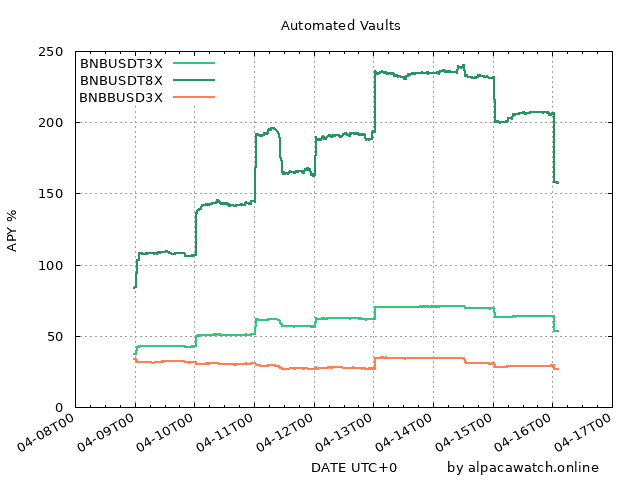 Automated Vaults
250
200
150
100
50
0
APY %
BNBUSDT3X
BNBUSDT8X
BNBBUSD3X
04-08T00
04-09T00
04-10T00
04-11T00
04-12T00
04-13T00
04-14T00
04-15T00
04-16T00
04-17T00
DATE UTC+0
by alpacawatch.online